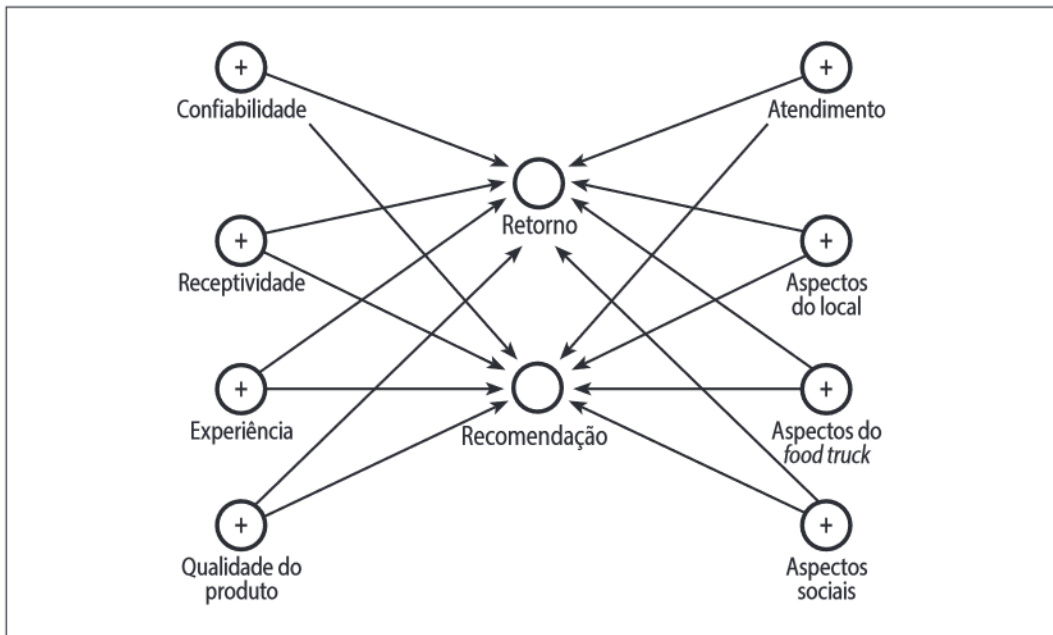 +
Confiabilidade
+
Atendimento
Retorno
+
Receptividade
+
Aspectos
do local
+
Experiência
Recomendação
+
Aspectos do
food truck
+
Qualidade do
produto
+
Aspectos
sociais